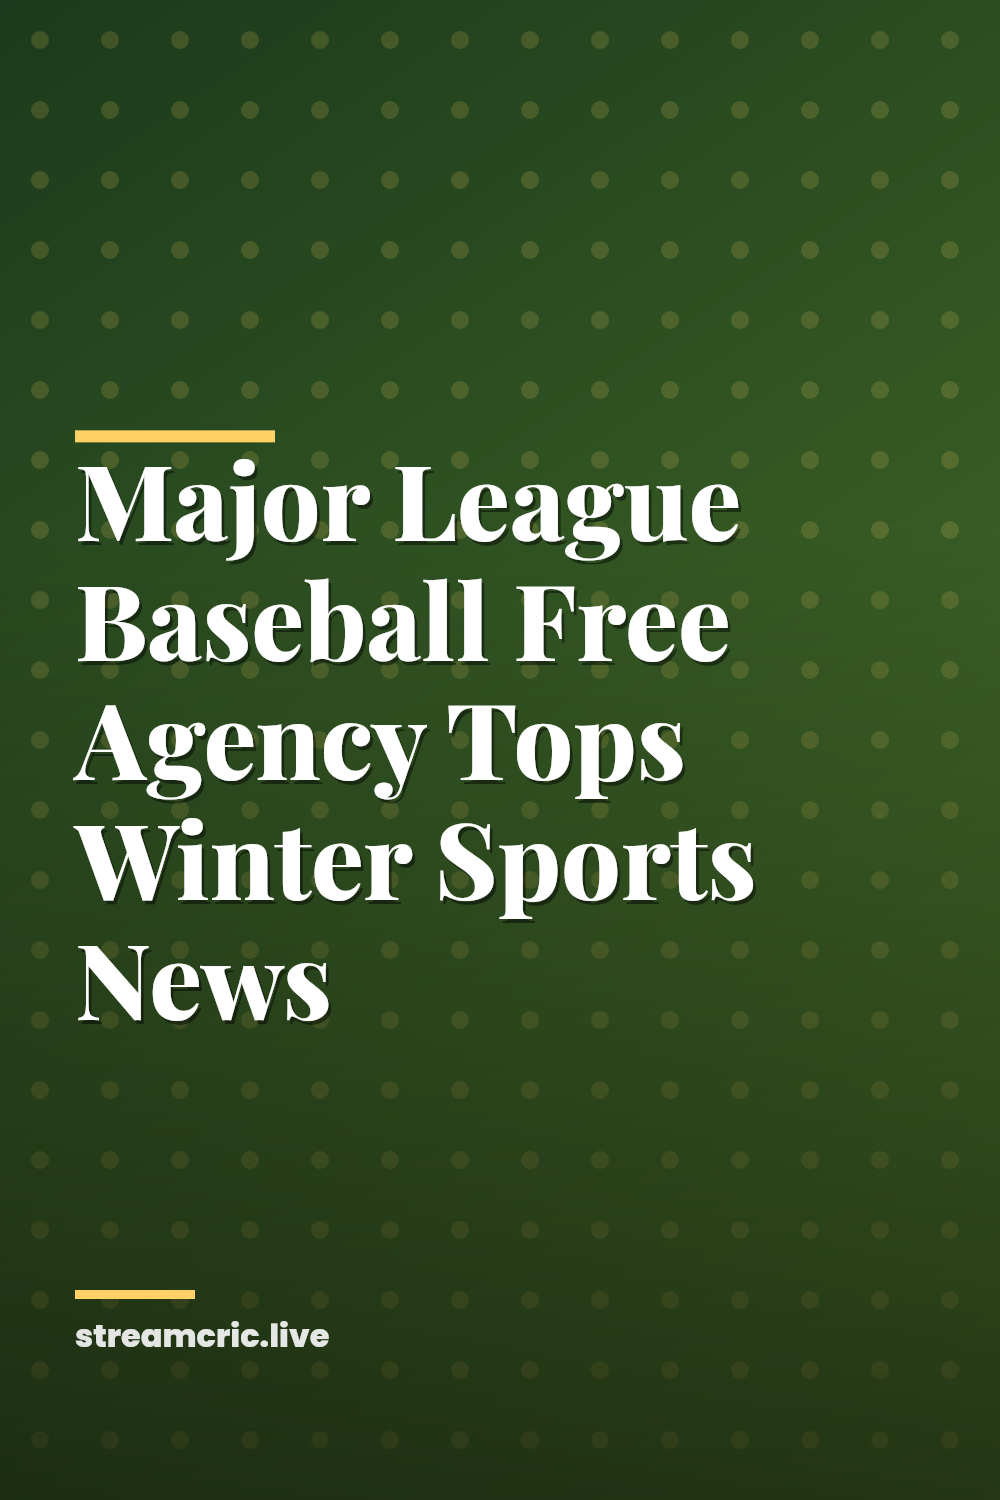 Major League
Baseball Free
Agency Tops
Winter Sports
News
streamcric.live